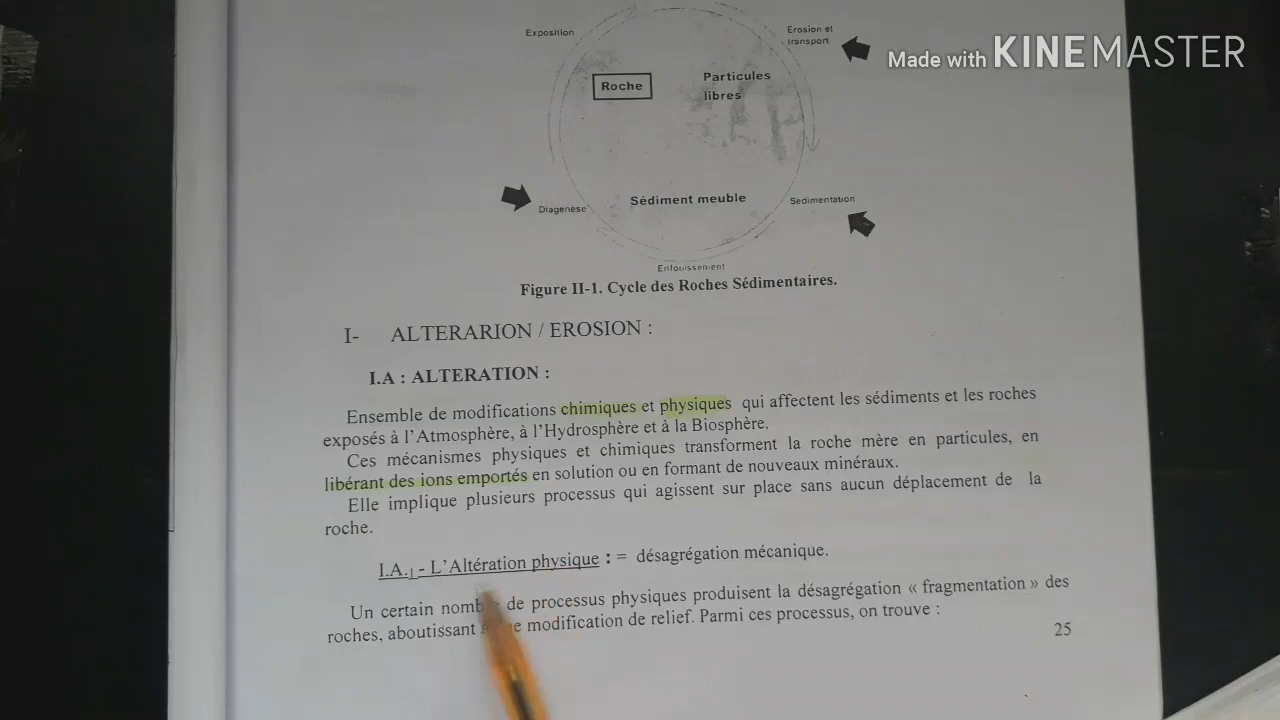 Exposition
Erosion et
transport
Made with KINEMASTER
Roche
Particules
libres
Sédiment meuble
Diagenèse
Sédimentation
Enfouissement
Figure II-1. Cycle des Roches Sédimentaires.
I- ALTERARION / EROSION :
I.A : ALTERATION :
Ensemble de modifications chimiques et physiques qui affectent les sédiments et les roches
exposés à l'Atmosphère, à l'Hydrosphère et à la Biosphère.
Ces mécanismes physiques et chimiques transforment la roche mère en particules, en
libérant des ions emportés en solution ou en formant de nouveaux minéraux.
Elle implique plusieurs processus qui agissent sur place sans aucun déplacement de la
roche.
I.A.1 - L'Altération physique : = désagrégation mécanique.
Un certain nombre de processus physiques produisent la désagrégation « fragmentation » des
roches, aboutissant modification de relief. Parmi ces processus, on trouve :
25